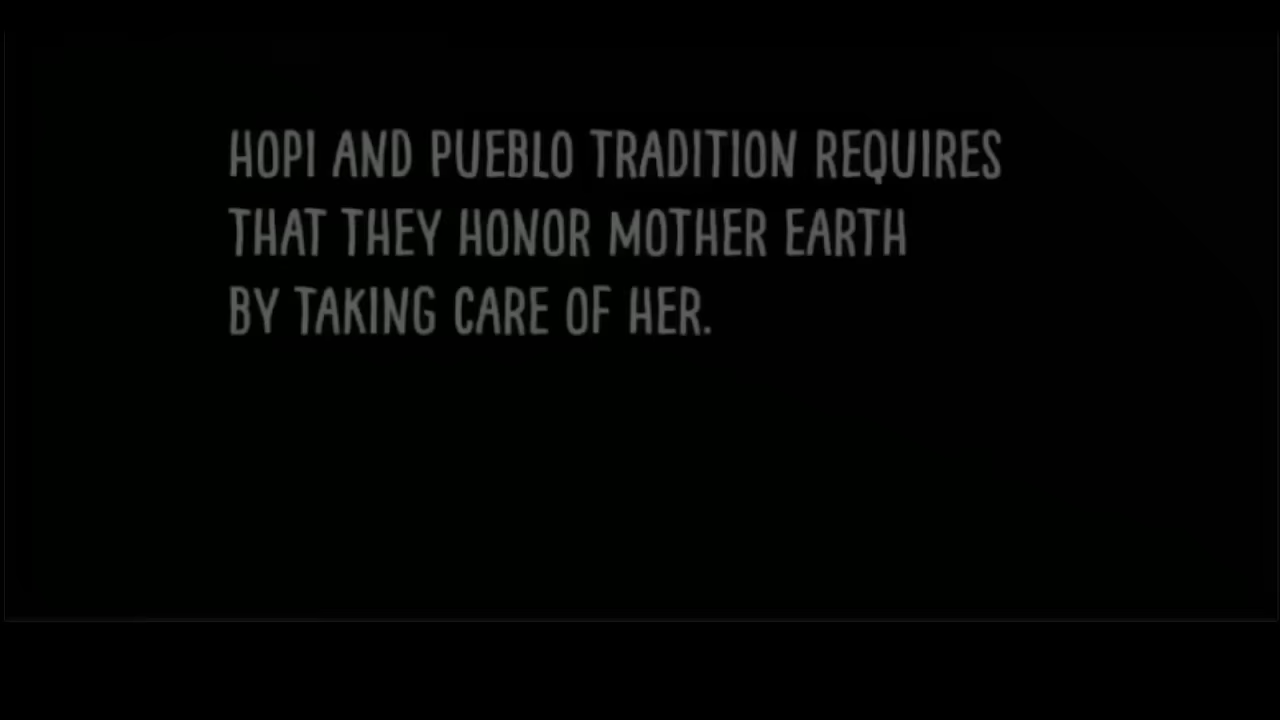 HOPI AND PUEBLO TRADITION REQUIRES
THAT THEY HONOR MOTHER EARTH
BY TAKING CARE OF HER.